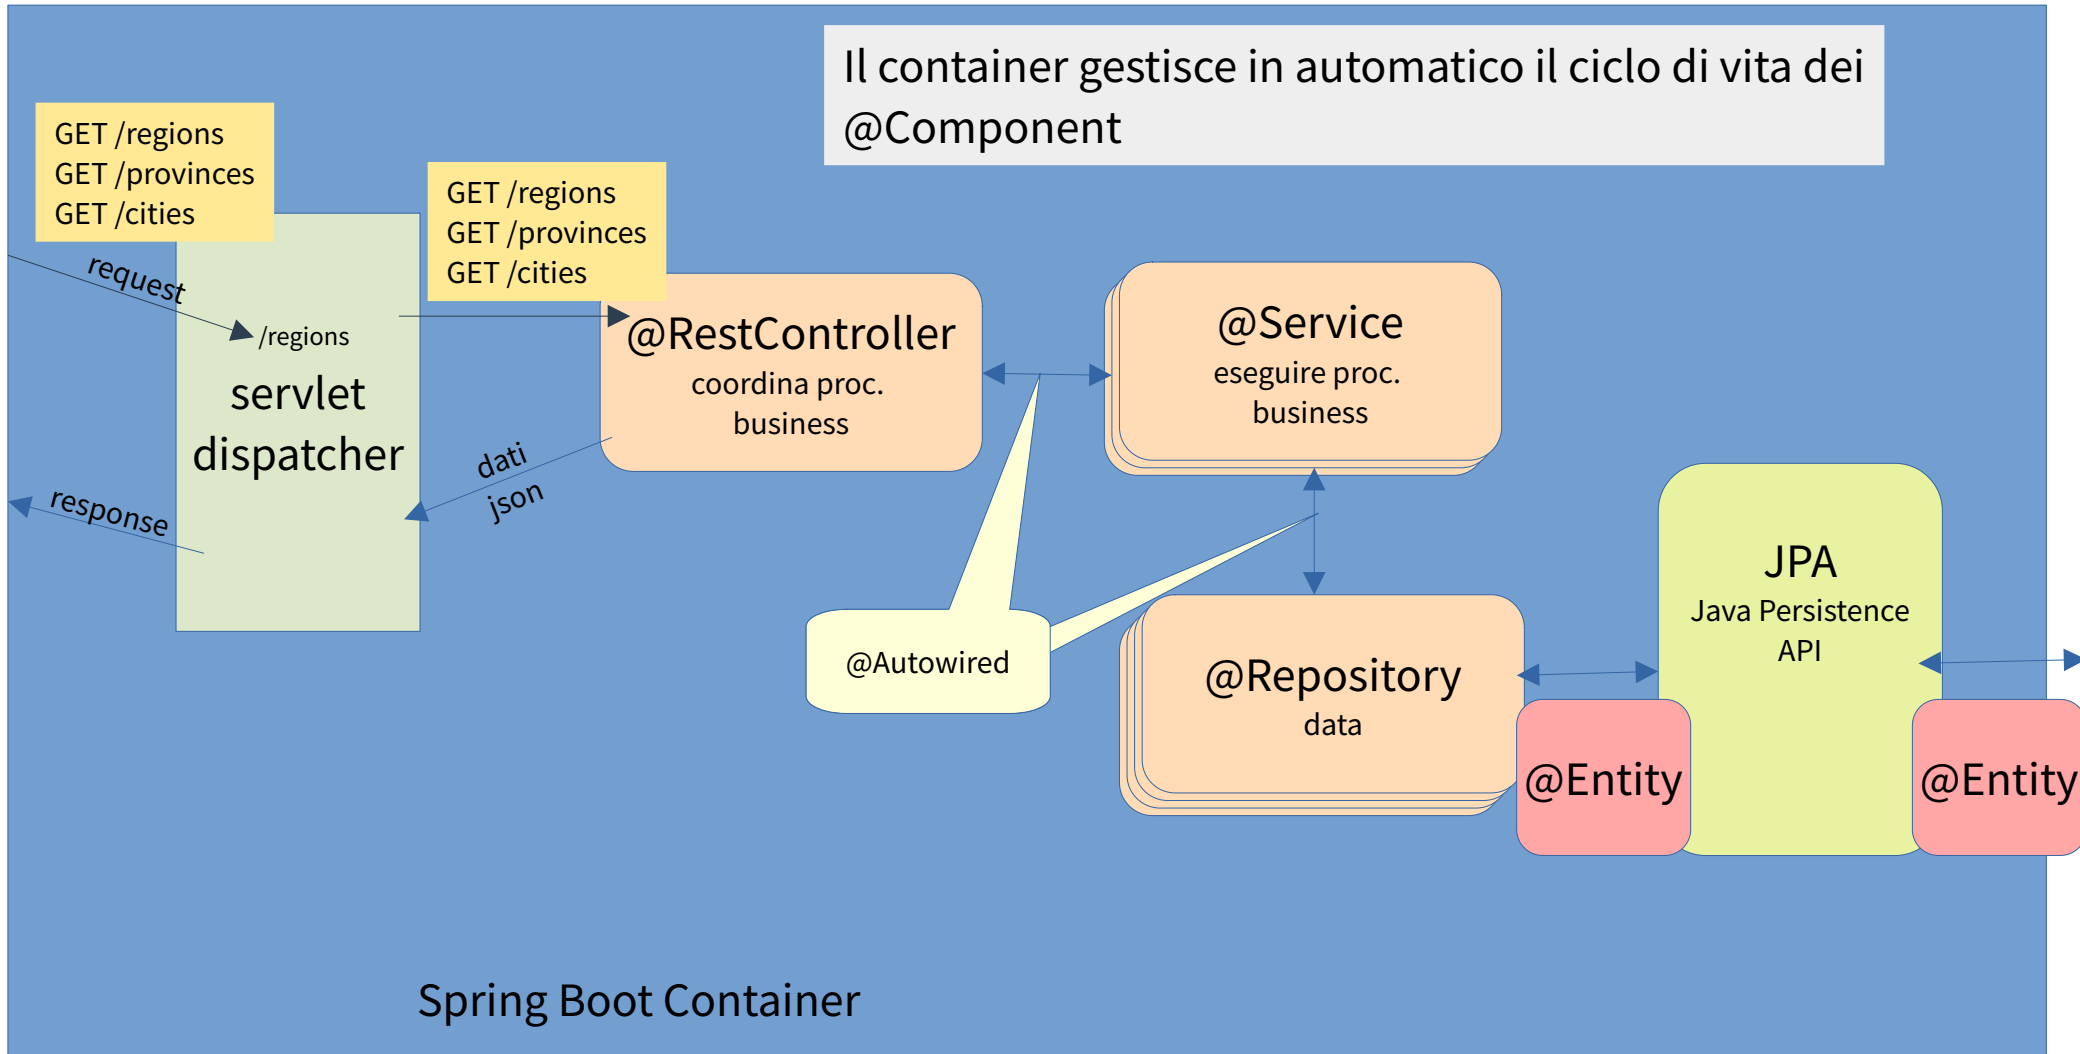 Il container gestisce in automatico il ciclo di vita dei
@Component
GET /regions
GET /provinces
GET /cities
GET /regions
GET /provinces
GET /cities
request
/regions
servlet
dispatcher
response
dati
json
@RestController
coordina proc.
business
@Service
eseguire proc.
business
@Autowired
@Repository
data
JPA
Java Persistence
API
@Entity
@Entity
Spring Boot Container